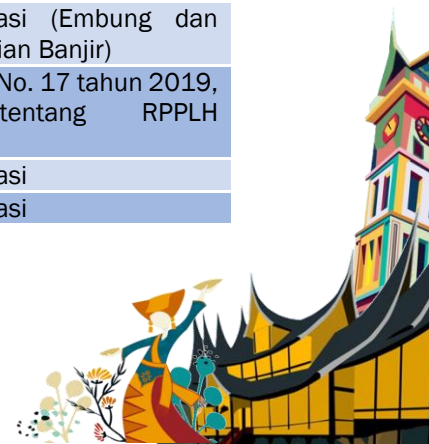 asi (Embung dan
ian Banjir)
No. 17 tahun 2019,
tentang RPPLH
asi
asi